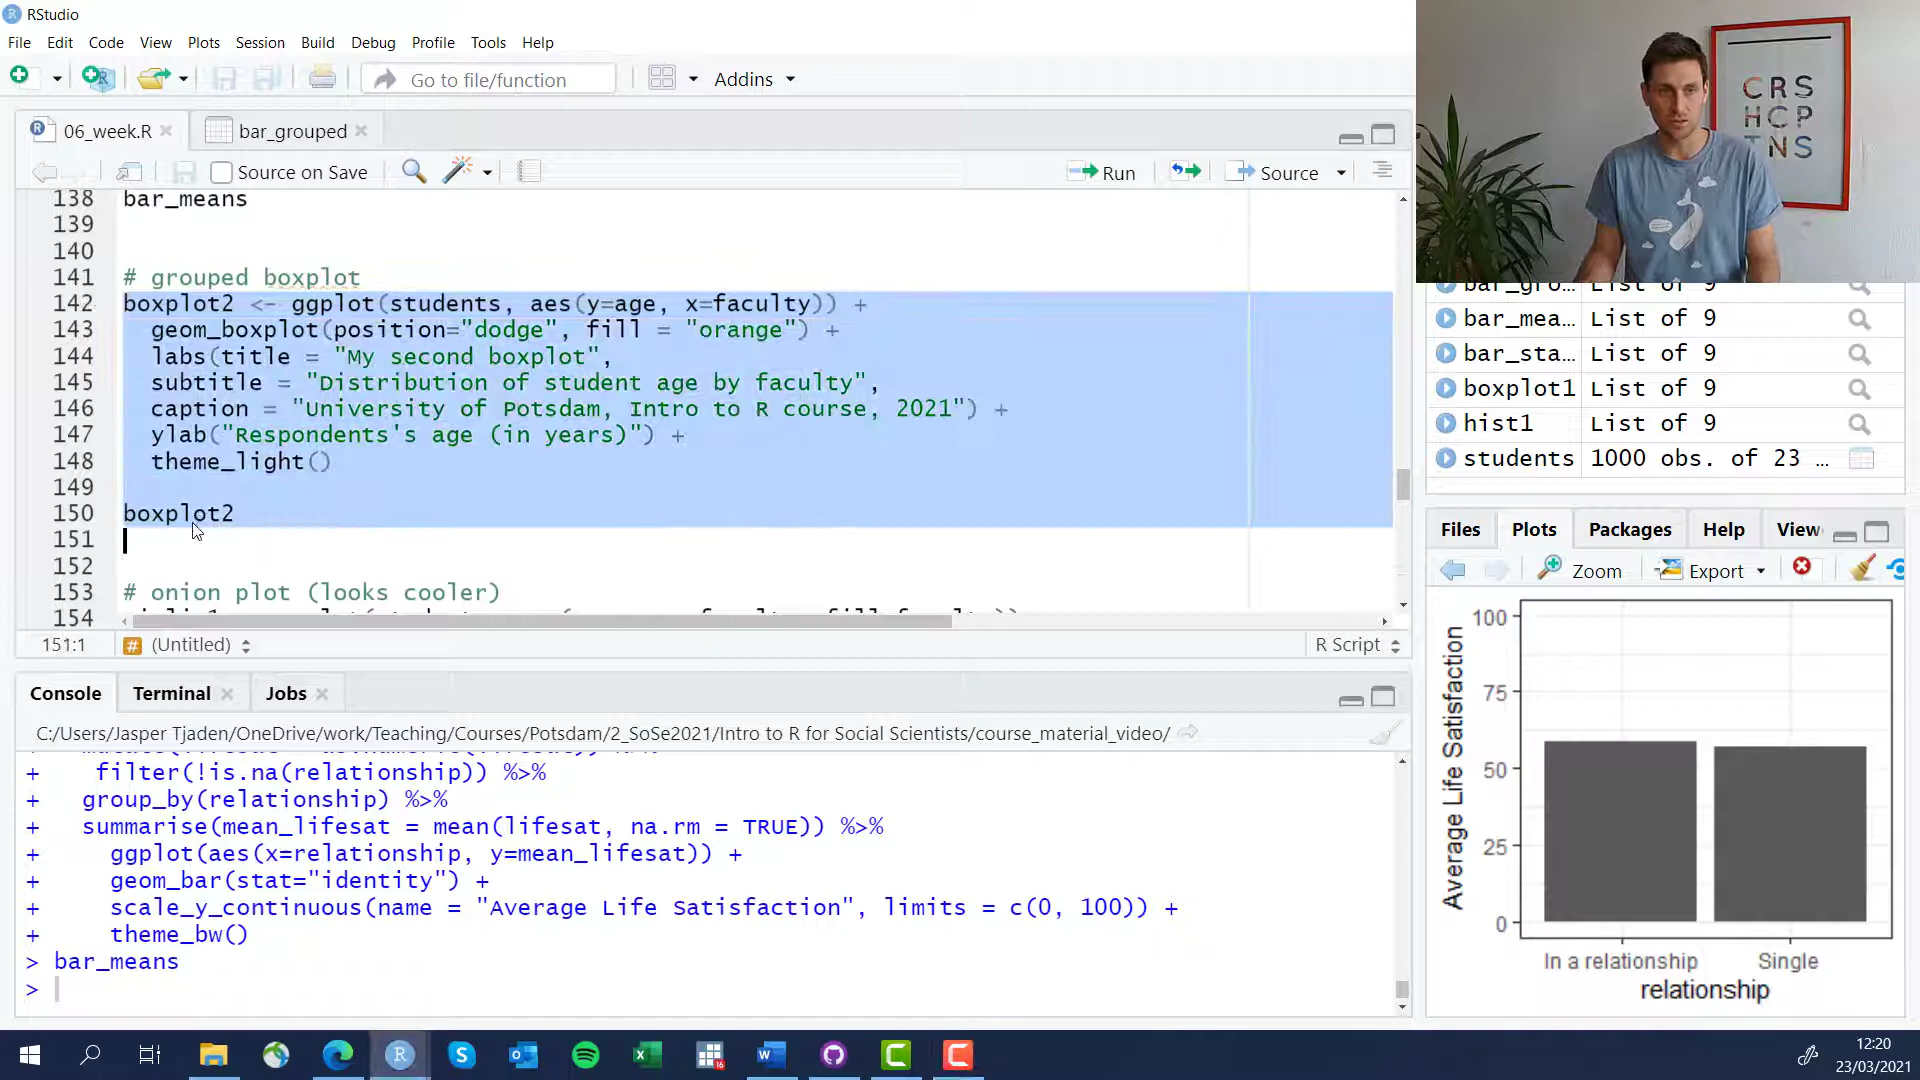 RStudio
File Edit Code View Plots Session Build Debug Profile Tools Help
Go to file/function Addins
06_week.R bar_grouped
Source on Save Run Source
138 bar_means
139
140
141 # grouped boxplot
142 boxplot2 <- ggplot(students, aes(y=age, x=faculty)) +
143 geom_boxplot(position="dodge", fill = "orange") +
144 labs(title = "My second boxplot",
145 subtitle = "Distribution of student age by faculty",
146 caption = "University of Potsdam, Intro to R course, 2021") +
147 ylab("Respondents's age (in years)") +
148 theme_light()
149
150 boxplot2
151
152
153 # onion plot (looks cooler)
154
151:1 (Untitled) R Script
Console Terminal Jobs
C:/Users/Jasper Tjaden/OneDrive/work/Teaching/Courses/Potsdam/2_SoSe2021/Intro to R for Social Scientists/course_material_video/
+ filter(!is.na(relationship)) %>%
+ group_by(relationship) %>%
+ summarise(mean_lifesat = mean(lifesat, na.rm = TRUE)) %>%
+ ggplot(aes(x=relationship, y=mean_lifesat)) +
+ geom_bar(stat="identity") +
+ scale_y_continuous(name = "Average Life Satisfaction", limits = c(0, 100)) +
+ theme_bw()
> bar_means
>
CRS
HCP
TNS
bar_gro… List of 9
bar_mea… List of 9
bar_sta… List of 9
boxplot1 List of 9
hist1 List of 9
students 1000 obs. of 23 …
Files Plots Packages Help View
Zoom Export
100
75
50
25
0
Average Life Satisfaction
In a relationship Single
relationship
12:20
23/03/2021